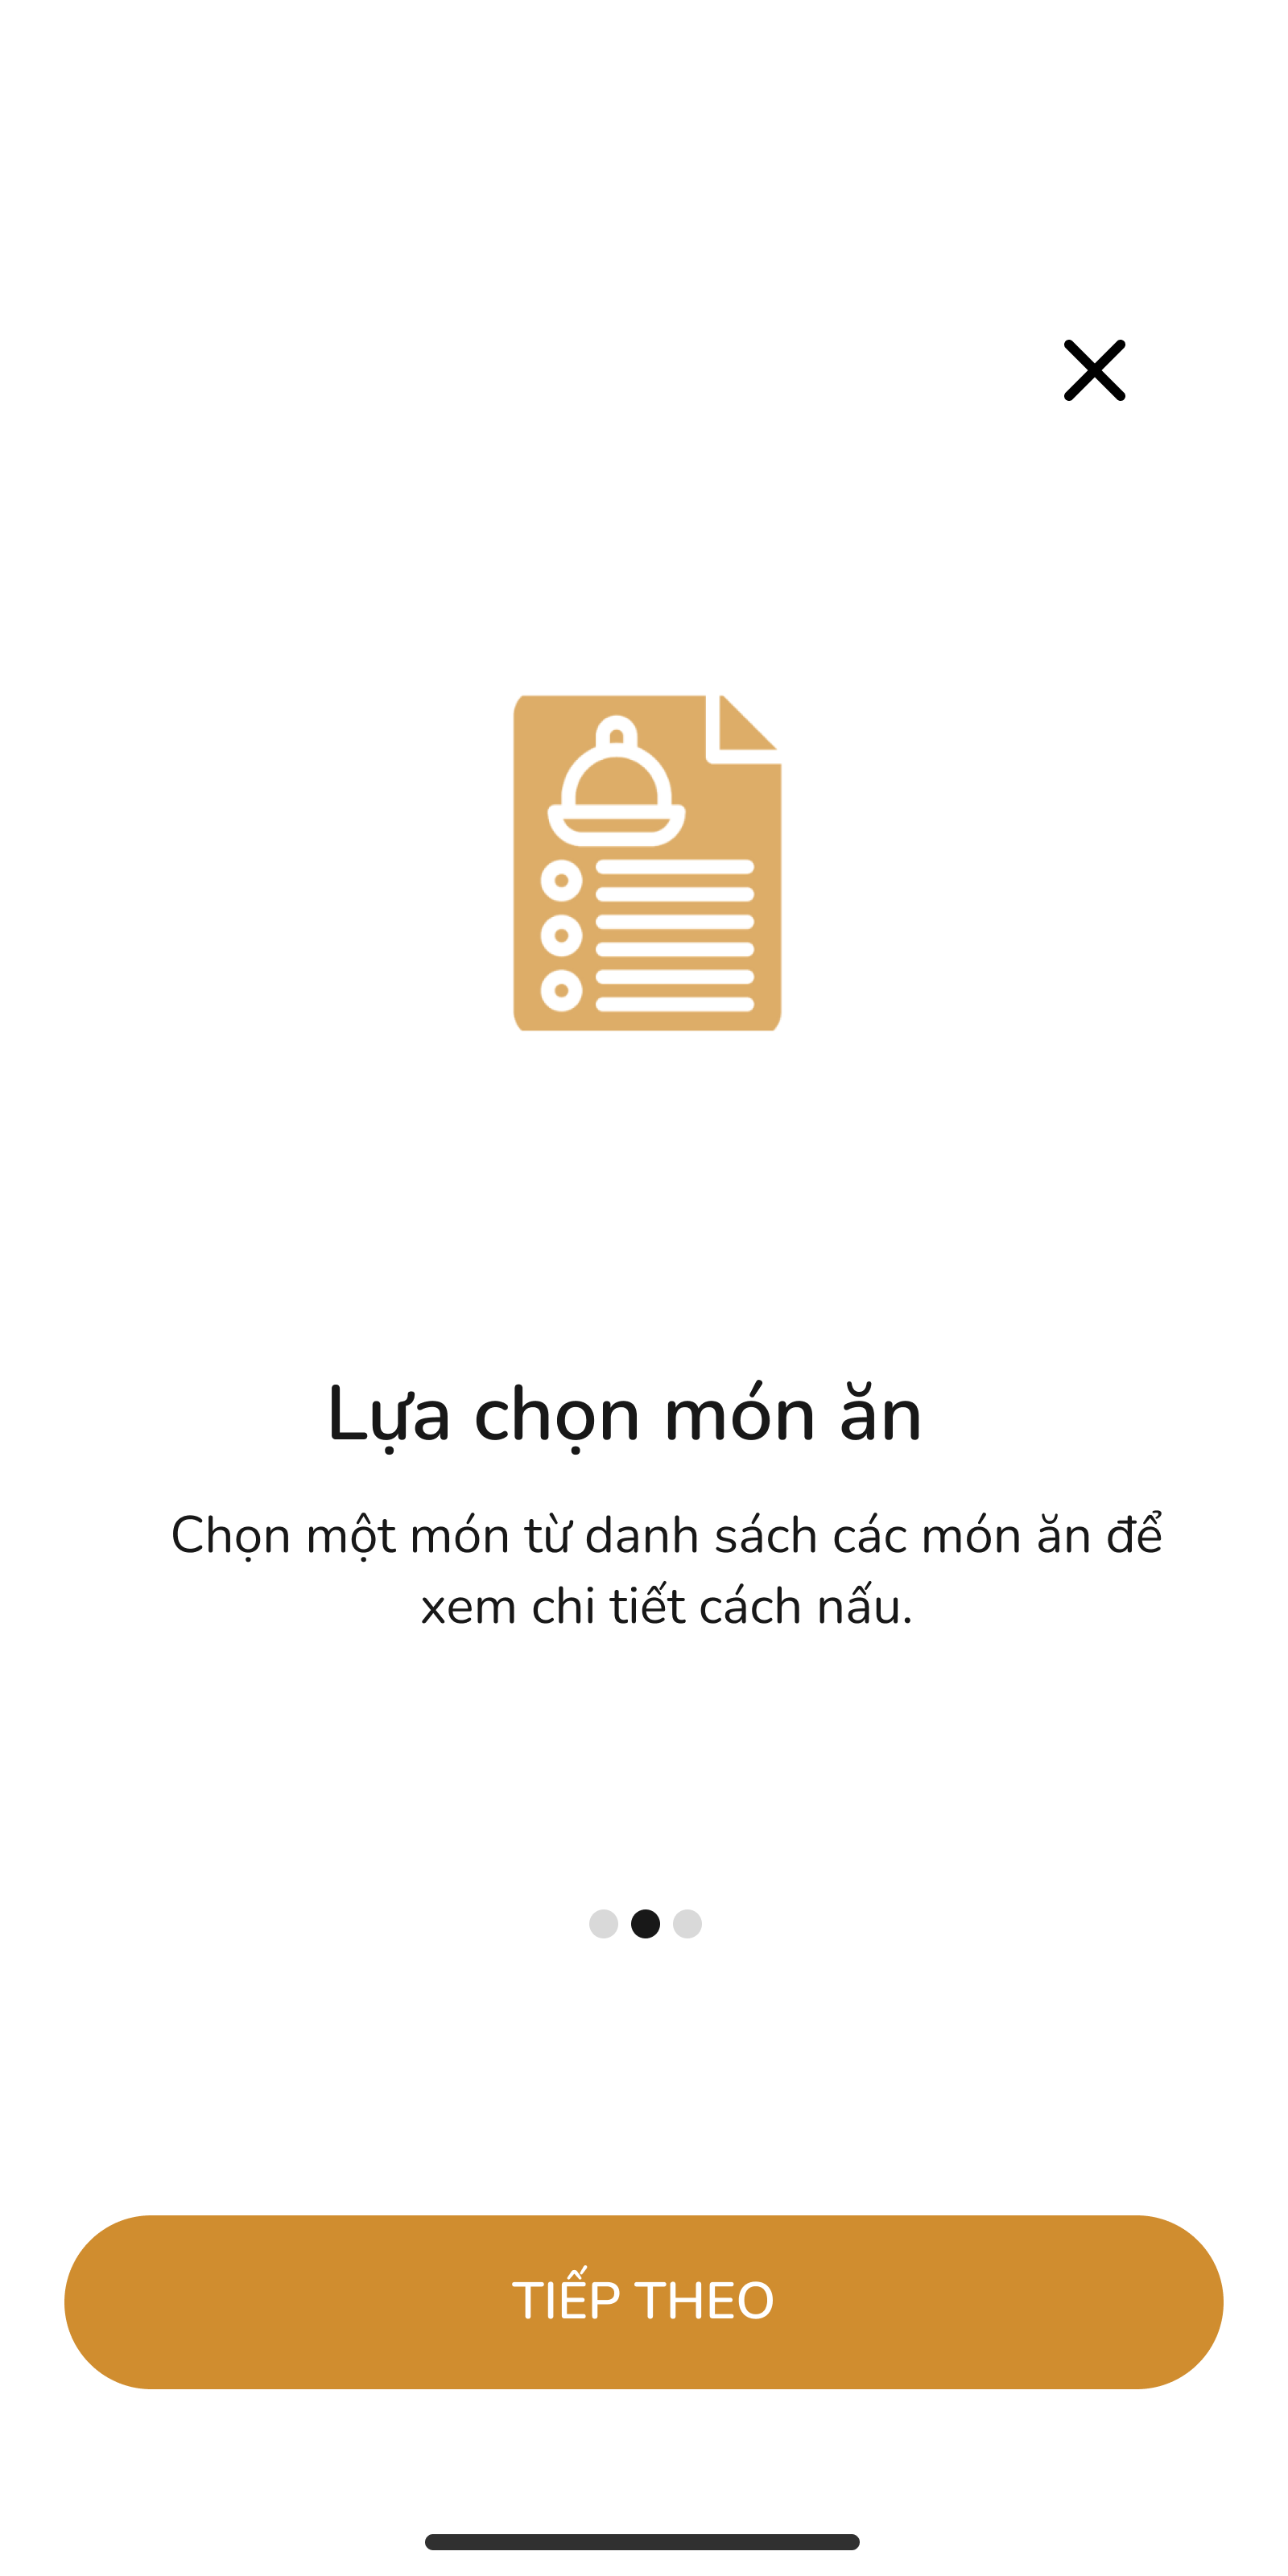 Lựa chọn món ăn
Chọn một món từ danh sách các món ăn để
xem chi tiết cách nấu.
TIẾP THEO